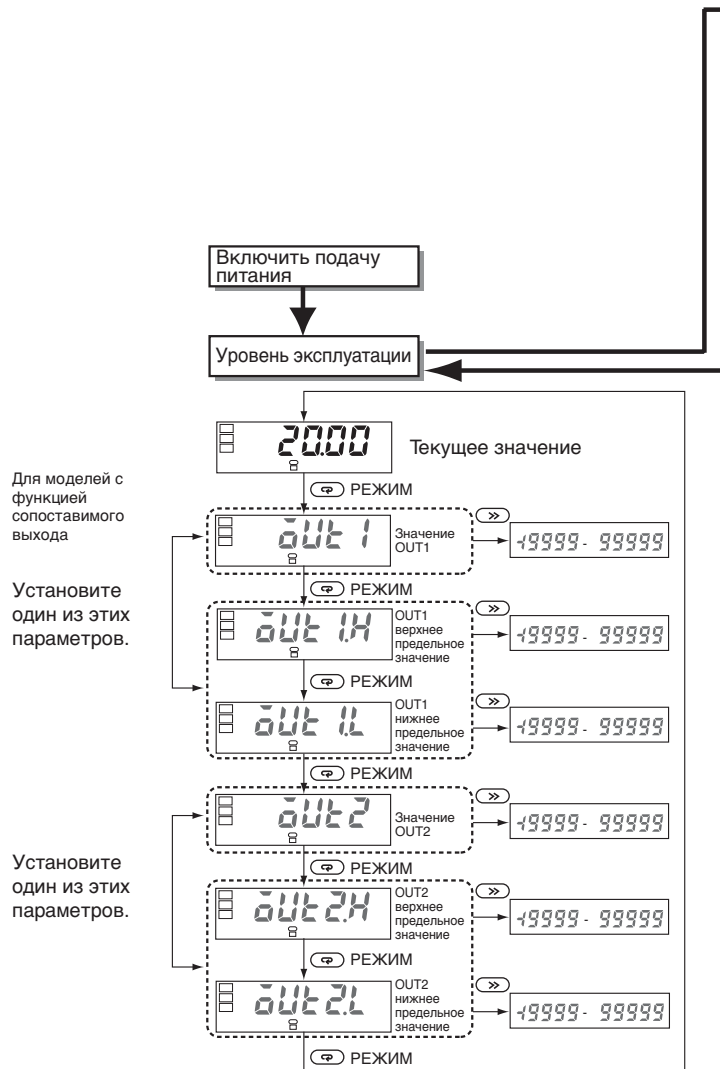 Включить подачу
питания
Уровень эксплуатации
20.00
Текущее значение
РЕЖИМ
Для моделей с
функцией
сопоставимого
выхода
Установите
один из этих
параметров.
oUt 1
Значение
OUT1
-19999 - 99999
РЕЖИМ
oUt 1.H
OUT1
верхнее
предельное
значение
-19999 - 99999
РЕЖИМ
oUt 1.L
OUT1
нижнее
предельное
значение
-19999 - 99999
РЕЖИМ
oUt2
Значение
OUT2
-19999 - 99999
Установите
один из этих
параметров.
РЕЖИМ
oUt2.H
OUT2
верхнее
предельное
значение
-19999 - 99999
РЕЖИМ
oUt2.L
OUT2
нижнее
предельное
значение
-19999 - 99999
РЕЖИМ